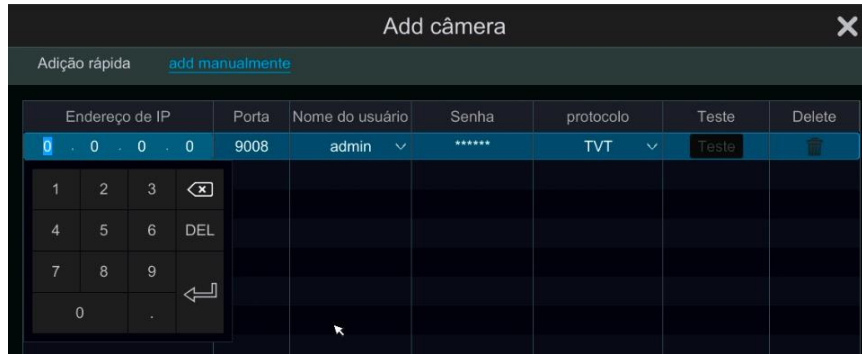 Add câmera
Adição rápida add manualmente
Endereço de IP Porta Nome do usuário Senha protocolo Teste Delete
0 . 0 . 0 . 0 9008 admin ****** TVT Teste
1 2 3
4 5 6 DEL
7 8 9
0 .